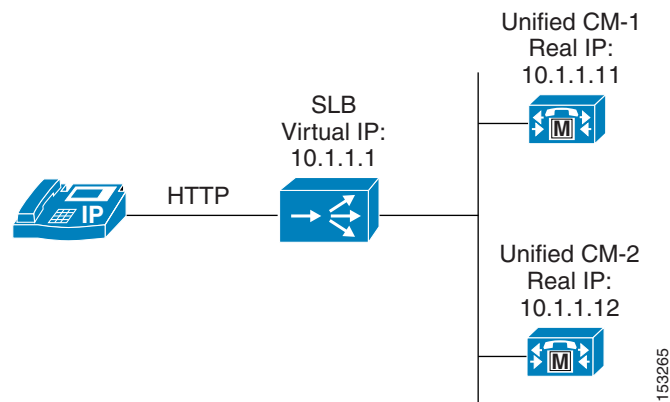 Unified CM-1
Real IP:
10.1.1.11
M
SLB
Virtual IP:
10.1.1.1
HTTP
IP
Unified CM-2
Real IP:
10.1.1.12
M
153265